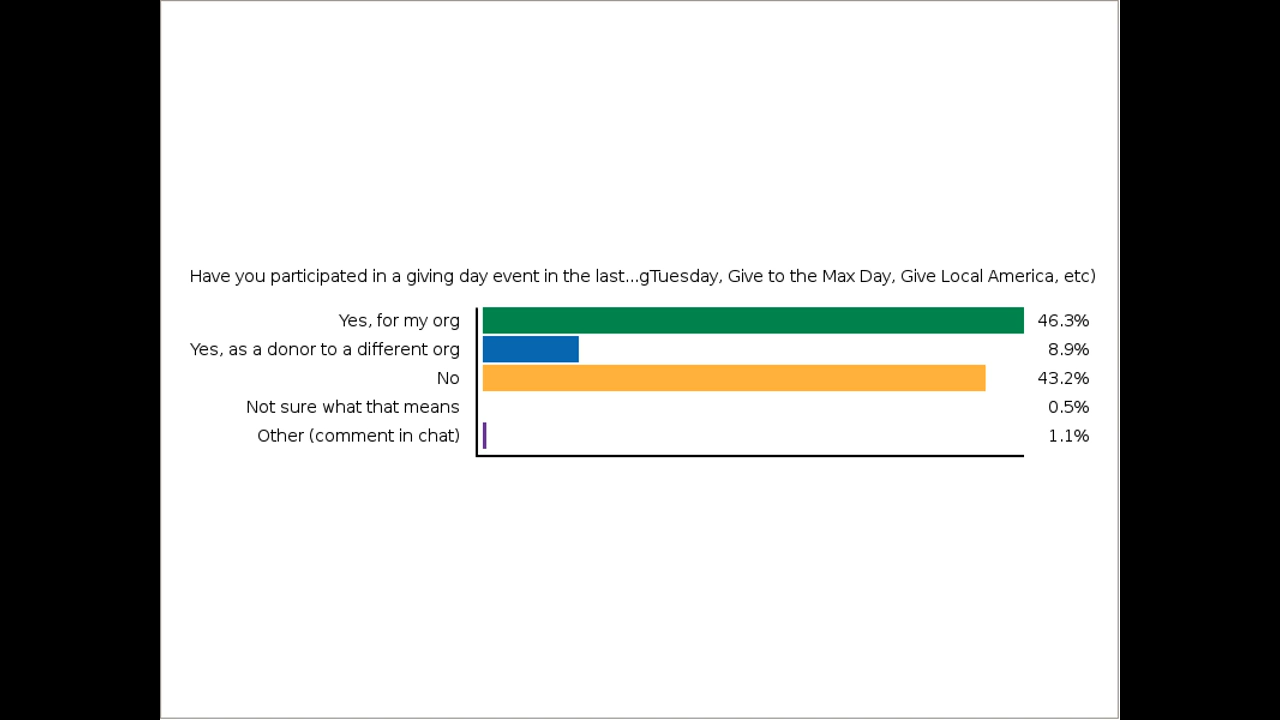 Have you participated in a giving day event in the last...gTuesday, Give to the Max Day, Give Local America, etc)
Yes, for my org 46.3%
Yes, as a donor to a different org 8.9%
No 43.2%
Not sure what that means 0.5%
Other (comment in chat) 1.1%